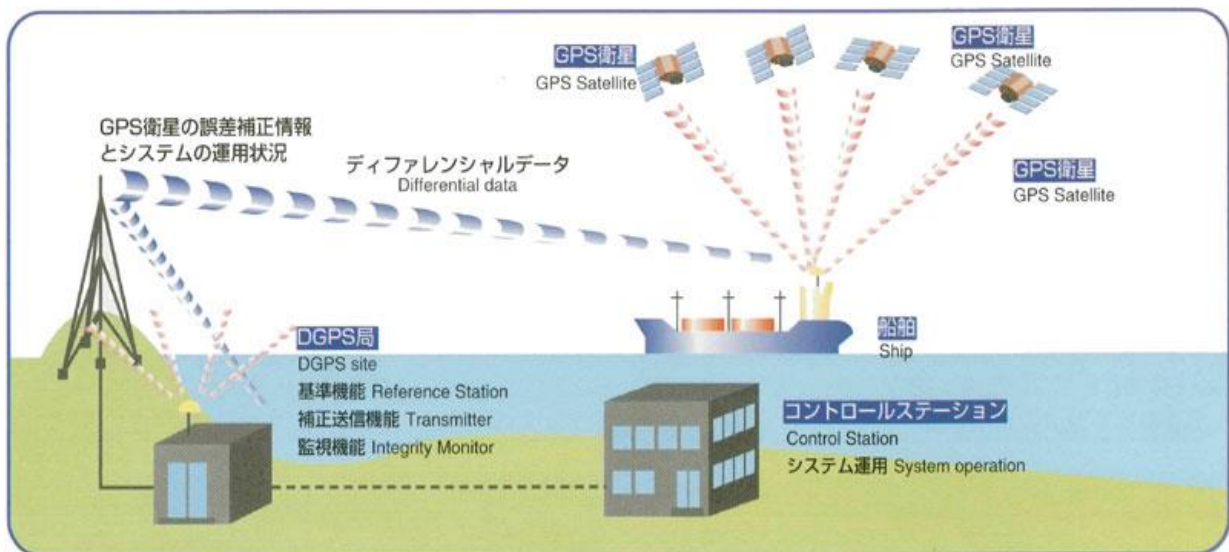 GPS衛星
GPS Satellite
GPS衛星
GPS Satellite
GPS衛星の誤差補正情報
とシステムの運用状況
ディファレンシャルデータ
Differential data
GPS衛星
GPS Satellite
船舶
Ship
DGPS局
DGPS site
基準機能 Reference Station
補正送信機能 Transmitter
監視機能 Integrity Monitor
コントロールステーション
Control Station
システム運用 System operation